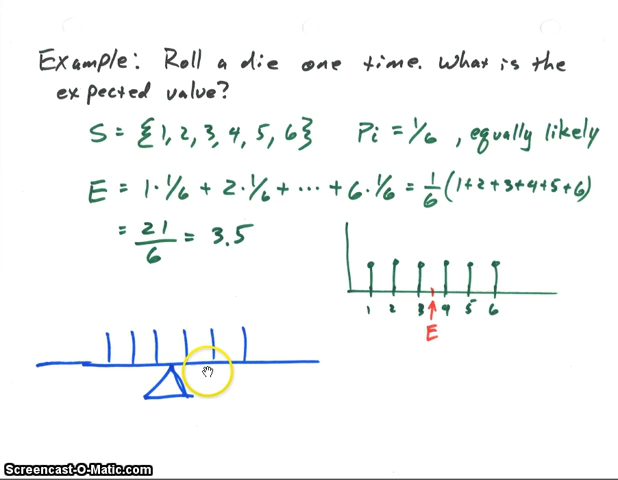 Example: Roll a die one time. What is the
expected value?
S = {1, 2, 3, 4, 5, 6} Pi = 1/6, equally likely
E = 1·1/6 + 2·1/6 + ··· + 6·1/6 = 1/6 (1+2+3+4+5+6)
= 21/6 = 3.5
1 2 3 4 5 6
E
Screencast-O-Matic.com